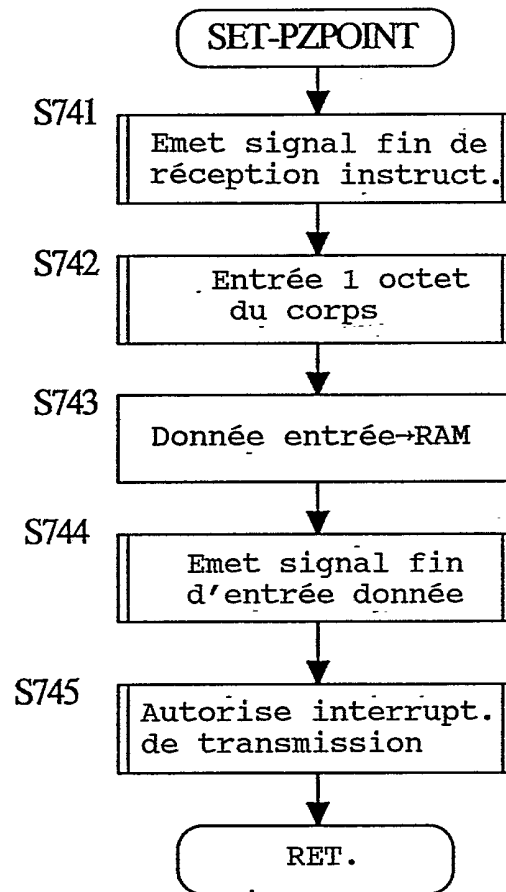 SET-PZPOINT
S741
Emet signal fin de
réception instruct.
S742
Entrée 1 octet
du corps
S743
Donnée entrée→RAM
S744
Emet signal fin
d'entrée donnée
S745
Autorise interrupt.
de transmission
RET.